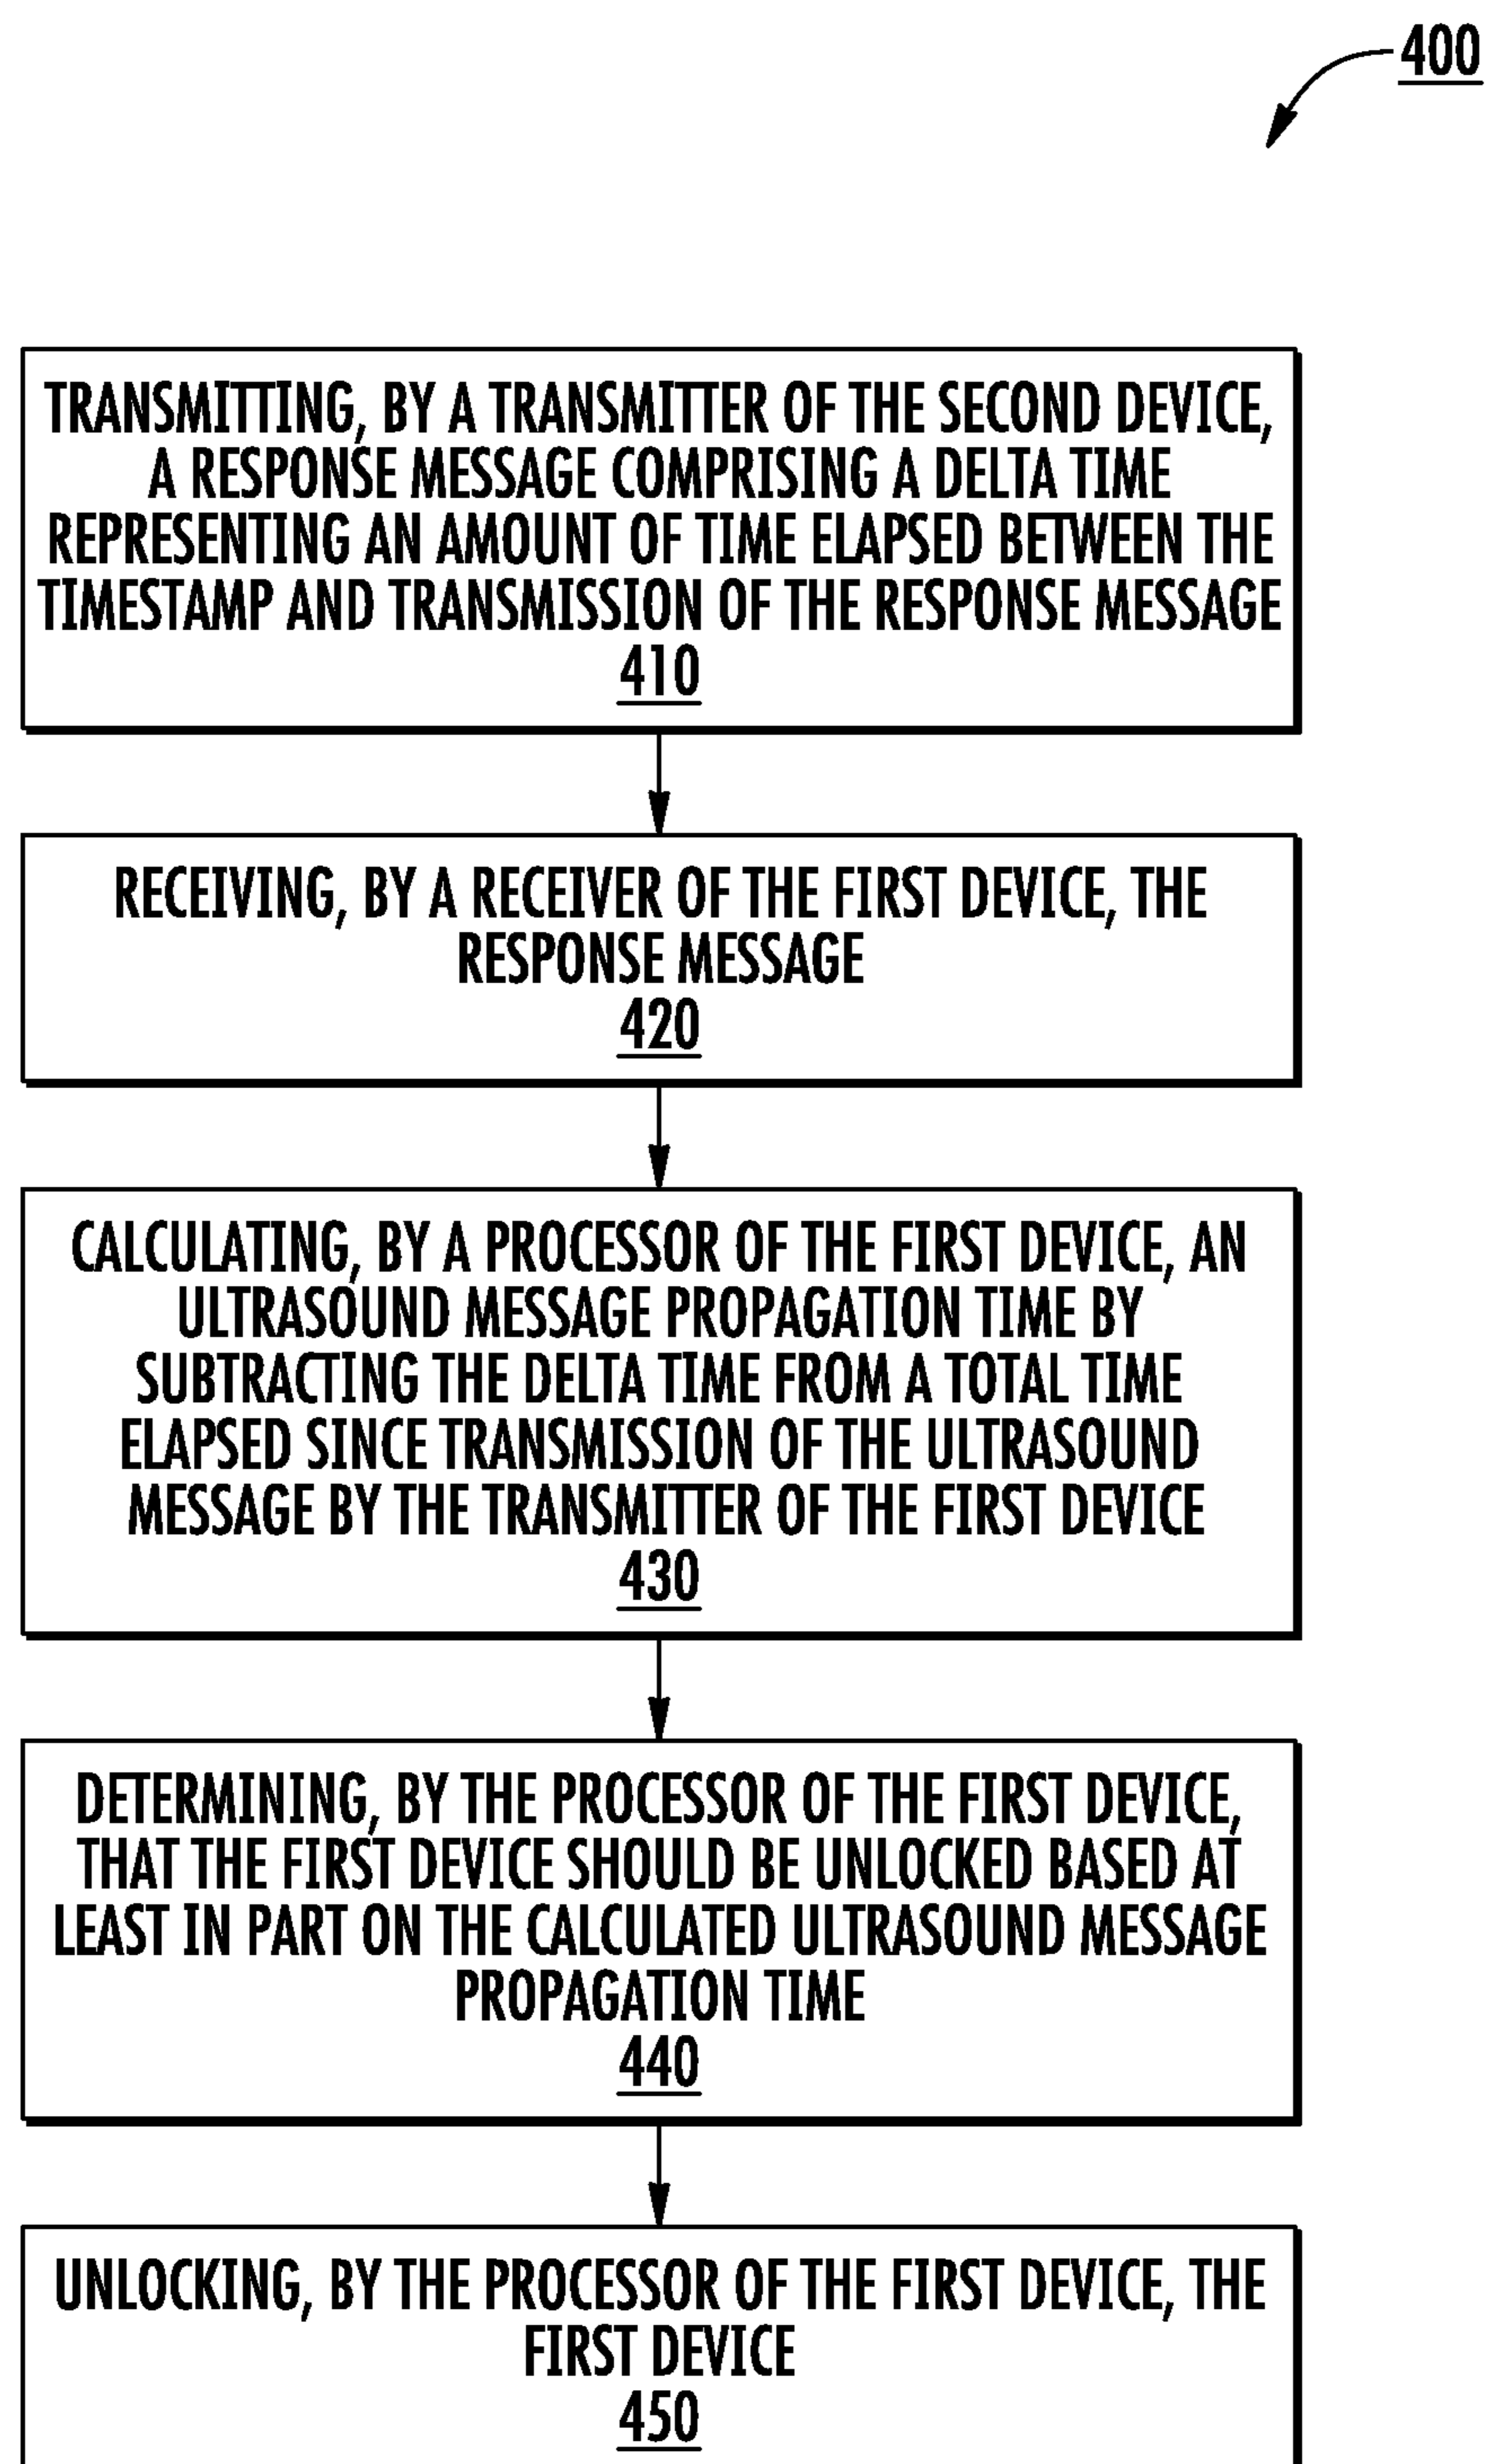 400
TRANSMITTING, BY A TRANSMITTER OF THE SECOND DEVICE,
A RESPONSE MESSAGE COMPRISING A DELTA TIME
REPRESENTING AN AMOUNT OF TIME ELAPSED BETWEEN THE
TIMESTAMP AND TRANSMISSION OF THE RESPONSE MESSAGE
410
RECEIVING, BY A RECEIVER OF THE FIRST DEVICE, THE
RESPONSE MESSAGE
420
CALCULATING, BY A PROCESSOR OF THE FIRST DEVICE, AN
ULTRASOUND MESSAGE PROPAGATION TIME BY
SUBTRACTING THE DELTA TIME FROM A TOTAL TIME
ELAPSED SINCE TRANSMISSION OF THE ULTRASOUND
MESSAGE BY THE TRANSMITTER OF THE FIRST DEVICE
430
DETERMINING, BY THE PROCESSOR OF THE FIRST DEVICE,
THAT THE FIRST DEVICE SHOULD BE UNLOCKED BASED AT
LEAST IN PART ON THE CALCULATED ULTRASOUND MESSAGE
PROPAGATION TIME
440
UNLOCKING, BY THE PROCESSOR OF THE FIRST DEVICE, THE
FIRST DEVICE
450